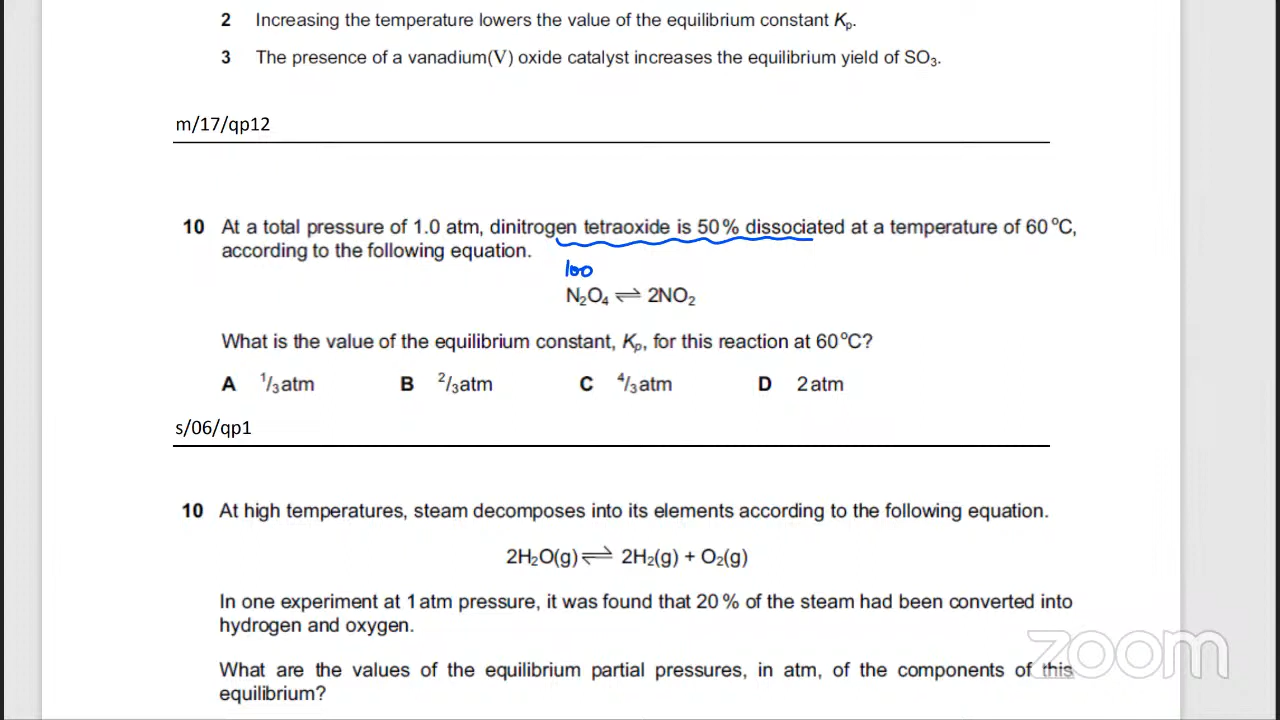 2 Increasing the temperature lowers the value of the equilibrium constant Kₚ.
3 The presence of a vanadium(V) oxide catalyst increases the equilibrium yield of SO₃.
m/17/qp12
10 At a total pressure of 1.0 atm, dinitrogen tetraoxide is 50% dissociated at a temperature of 60 °C,
according to the following equation.
100
N₂O₄ ⇌ 2NO₂
What is the value of the equilibrium constant, Kₚ, for this reaction at 60 °C?
A ¹/₃ atm B ²/₃ atm C ⁴/₃ atm D 2 atm
s/06/qp1
10 At high temperatures, steam decomposes into its elements according to the following equation.
2H₂O(g) ⇌ 2H₂(g) + O₂(g)
In one experiment at 1 atm pressure, it was found that 20 % of the steam had been converted into
hydrogen and oxygen.
What are the values of the equilibrium partial pressures, in atm, of the components of this
equilibrium?
zoom